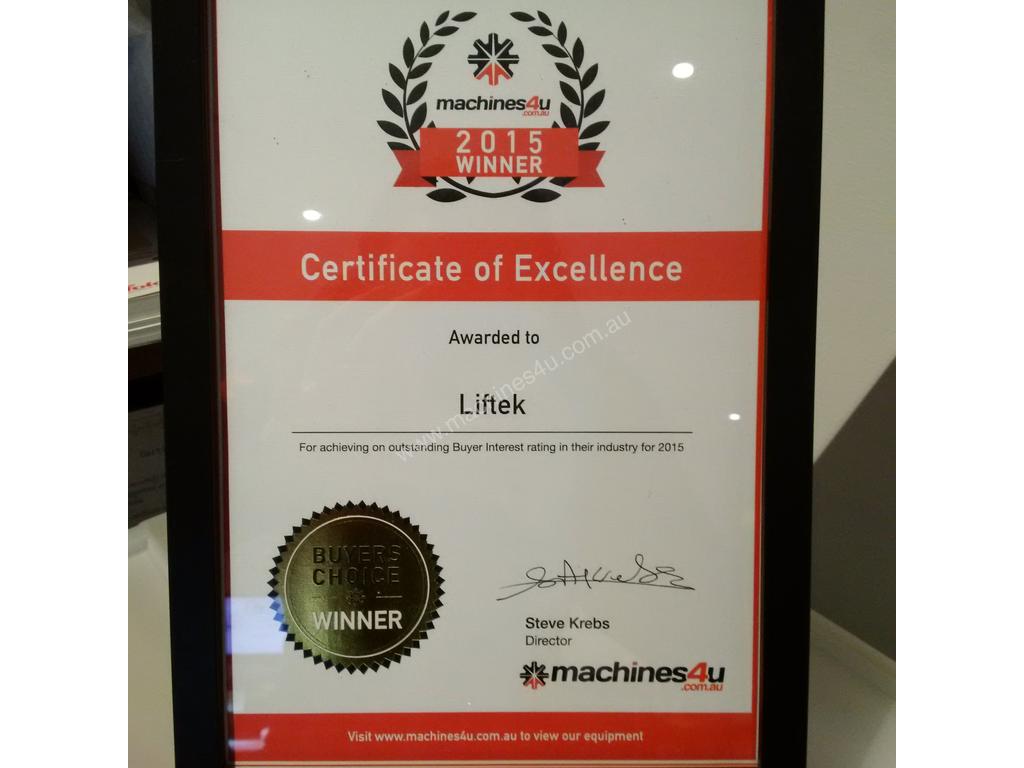 machines4u
.com.au
2015
WINNER
Certificate of Excellence
Awarded to
www.machines4u.com.au
Liftek
For achieving on outstanding Buyer Interest rating in their industry for 2015
BUYERS
CHOICE
WINNER
Steve Krebs
Director
machines4u
.com.au
Visit www.machines4u.com.au to view our equipment